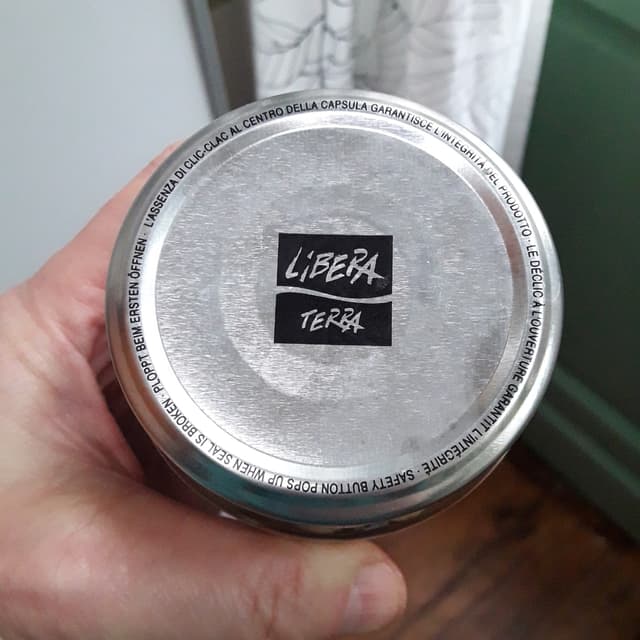 LiBERA
TERRA
L'ASSENZA DI CLIC-CLAC AL CENTRO DELLA CAPSULA GARANTISCE L'INTEGRITÀ DEL PRODOTTO · LE DÉCLIC À L'OUVERTURE GARANTIT L'INTÉGRITÉ · SAFETY BUTTON POPS UP WHEN SEAL IS BROKEN · PLOPPT BEIM ERSTEN ÖFFNEN ·